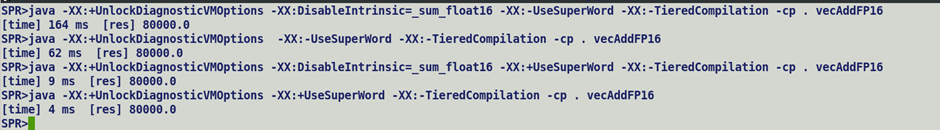 SPR>java -XX:+UnlockDiagnosticVMOptions -XX:DisableIntrinsic=_sum_float16 -XX:-UseSuperWord -XX:-TieredCompilation -cp . vecAddFP16
[time] 164 ms  [res] 80000.0
SPR>java -XX:+UnlockDiagnosticVMOptions  -XX:-UseSuperWord -XX:-TieredCompilation -cp . vecAddFP16
[time] 62 ms  [res] 80000.0
SPR>java -XX:+UnlockDiagnosticVMOptions -XX:DisableIntrinsic=_sum_float16 -XX:+UseSuperWord -XX:-TieredCompilation -cp . vecAddFP16
[time] 9 ms  [res] 80000.0
SPR>java -XX:+UnlockDiagnosticVMOptions -XX:+UseSuperWord -XX:-TieredCompilation -cp . vecAddFP16
[time] 4 ms  [res] 80000.0
SPR>